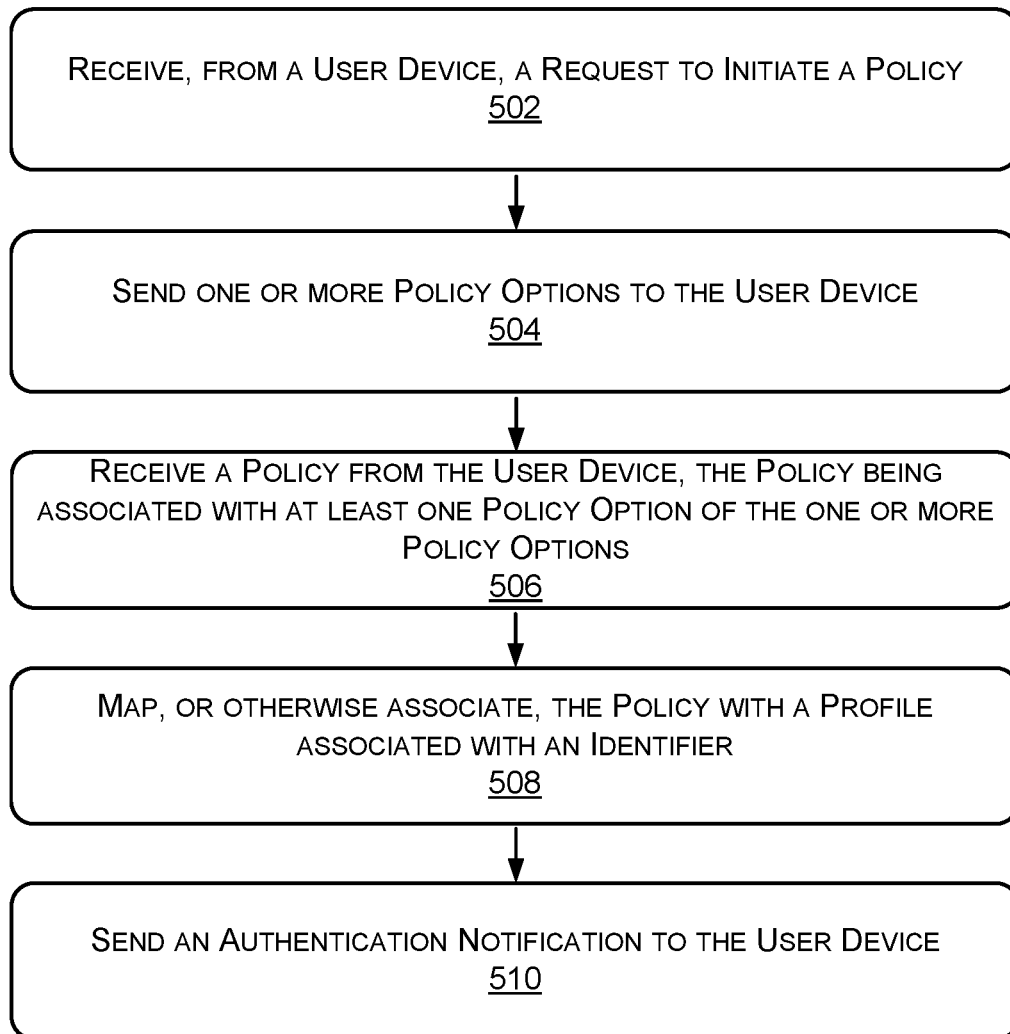 RECEIVE, FROM A USER DEVICE, A REQUEST TO INITIATE A POLICY
502
SEND ONE OR MORE POLICY OPTIONS TO THE USER DEVICE
504
RECEIVE A POLICY FROM THE USER DEVICE, THE POLICY BEING
ASSOCIATED WITH AT LEAST ONE POLICY OPTION OF THE ONE OR MORE
POLICY OPTIONS
506
MAP, OR OTHERWISE ASSOCIATE, THE POLICY WITH A PROFILE
ASSOCIATED WITH AN IDENTIFIER
508
SEND AN AUTHENTICATION NOTIFICATION TO THE USER DEVICE
510